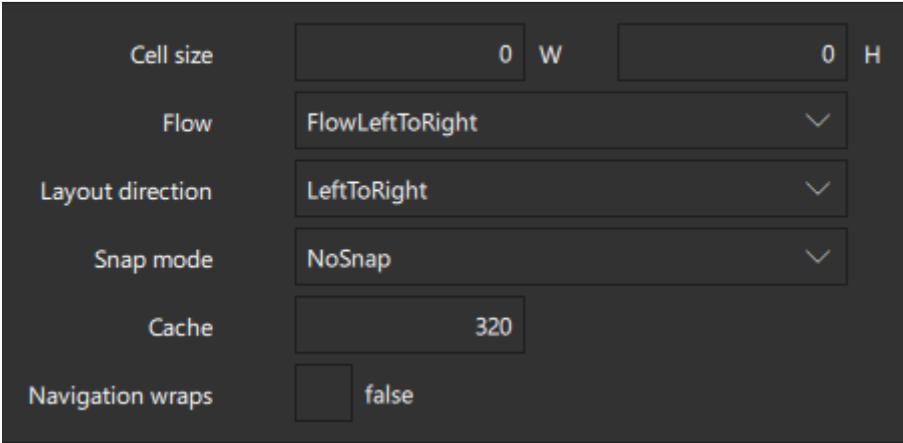 Cell size 0 W 0 H
Flow FlowLeftToRight
Layout direction LeftToRight
Snap mode NoSnap
Cache 320
Navigation wraps false